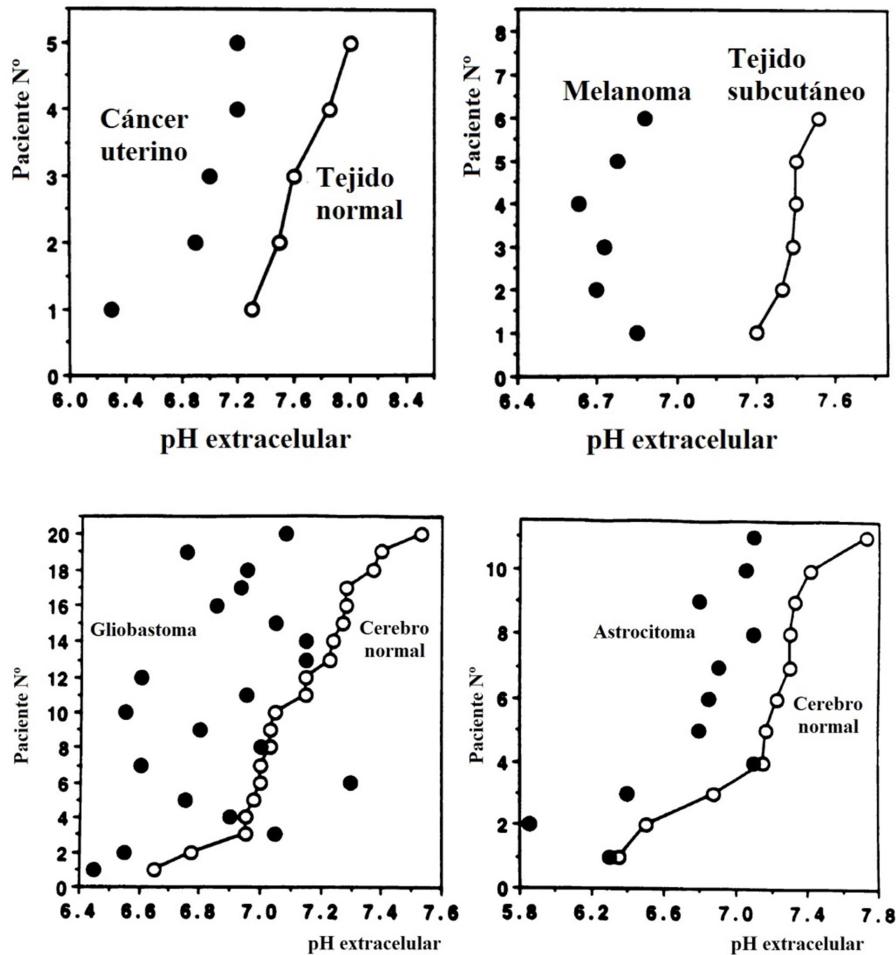 Paciente Nº
5
4
3
2
1
0
Cáncer
uterino
Tejido
normal
6.0 6.4 6.8 7.2 7.6 8.0 8.4
pH extracelular
Paciente Nº
8
7
6
5
4
3
2
1
0
Melanoma
Tejido
subcutáneo
6.4 6.7 7.0 7.3 7.6
pH extracelular
Paciente Nº
20
18
16
14
12
10
8
6
4
2
0
Gliobastoma
Cerebro
normal
6.4 6.6 6.8 7.0 7.2 7.4 7.6
pH extracelular
Paciente Nº
10
8
6
4
2
0
Astrocitoma
Cerebro
normal
5.8 6.2 6.6 7.0 7.4 7.8
pH extracelular